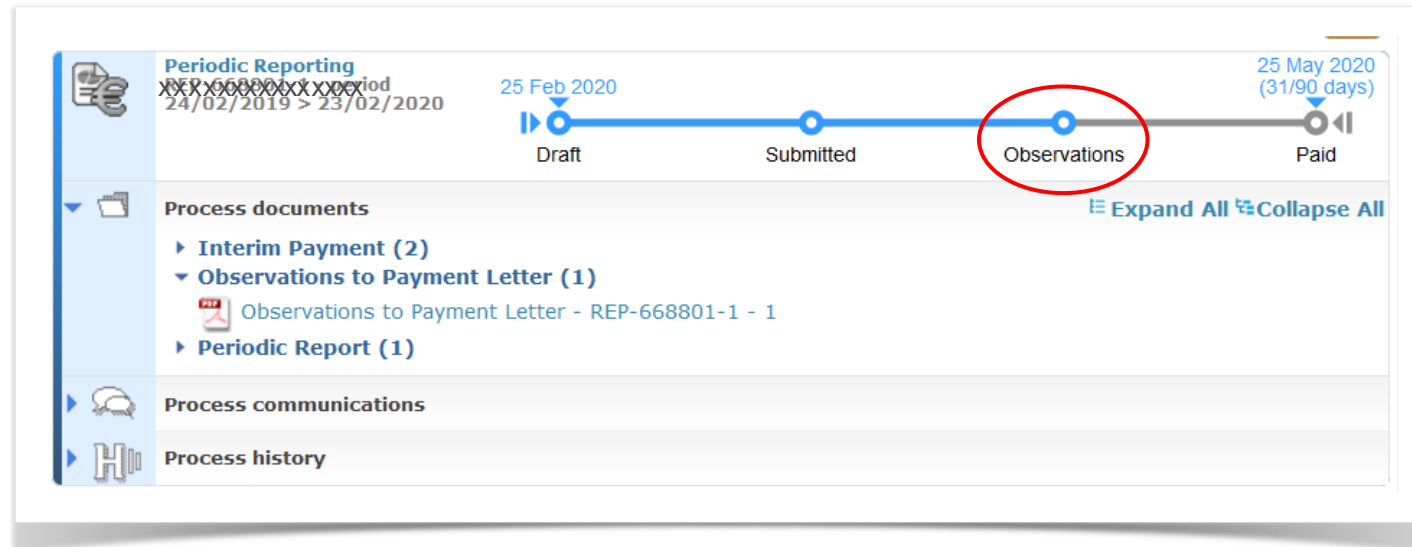 Periodic Reporting
period
24/02/2019 > 23/02/2020
25 Feb 2020
25 May 2020
(31/90 days)
Draft
Submitted
Observations
Paid
Process documents
Expand All Collapse All
Interim Payment (2)
Observations to Payment Letter (1)
PDF
Observations to Payment Letter - REP-668801-1 - 1
Periodic Report (1)
Process communications
Process history